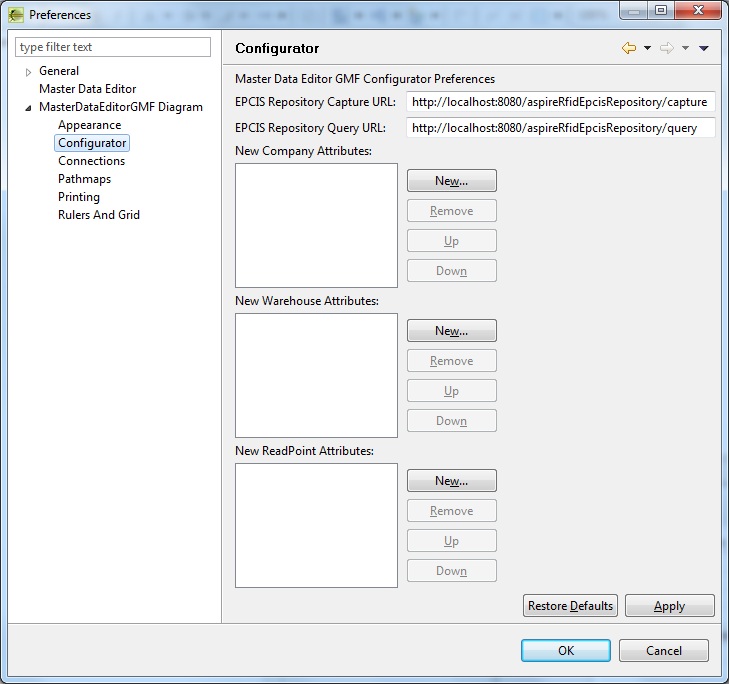 Preferences
type filter text
General
Master Data Editor
MasterDataEditorGMF Diagram
Appearance
Configurator
Connections
Pathmaps
Printing
Rulers And Grid
Configurator
Master Data Editor GMF Configurator Preferences
EPCIS Repository Capture URL: http://localhost:8080/aspireRfidEpcisRepository/capture
EPCIS Repository Query URL: http://localhost:8080/aspireRfidEpcisRepository/query
New Company Attributes:
New...
Remove
Up
Down
New Warehouse Attributes:
New...
Remove
Up
Down
New ReadPoint Attributes:
New...
Remove
Up
Down
Restore Defaults Apply
OK Cancel